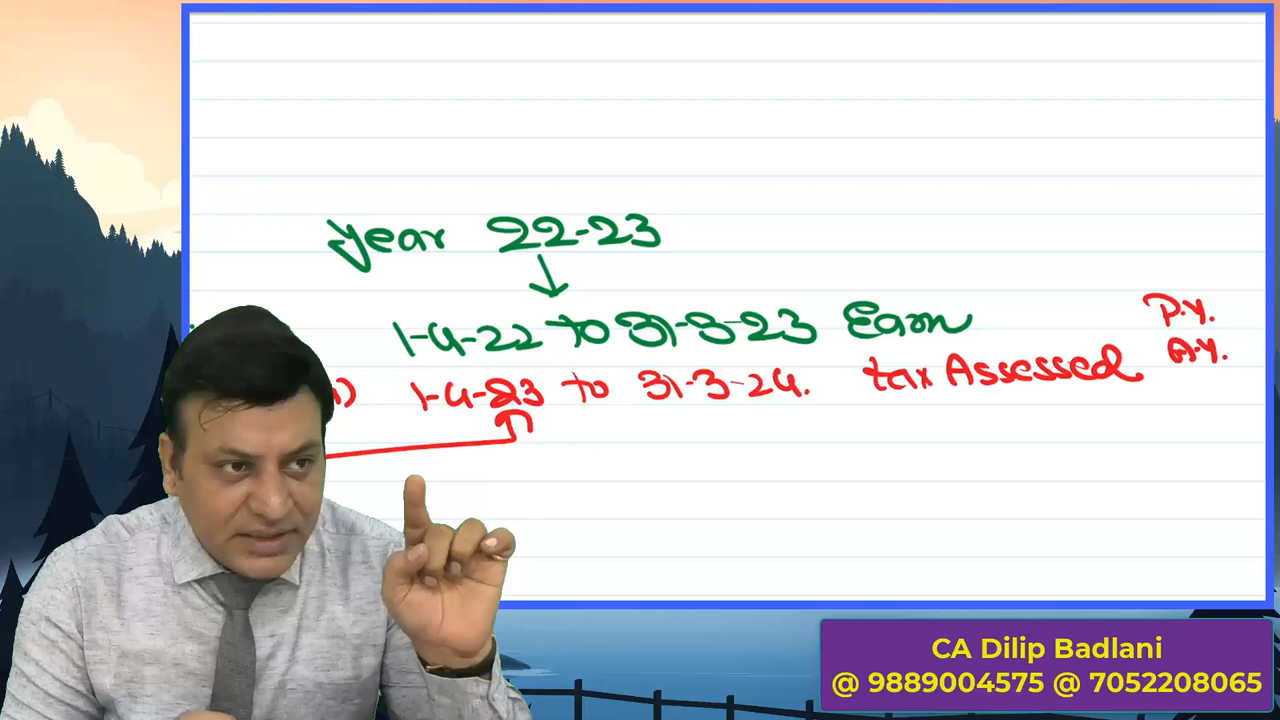 year 22-23
1-4-22 to 31-3-23 Earn P.Y.
1-4-23 to 31-3-24. tax Assessed A.Y.
CA Dilip Badlani
@ 9889004575 @ 7052208065